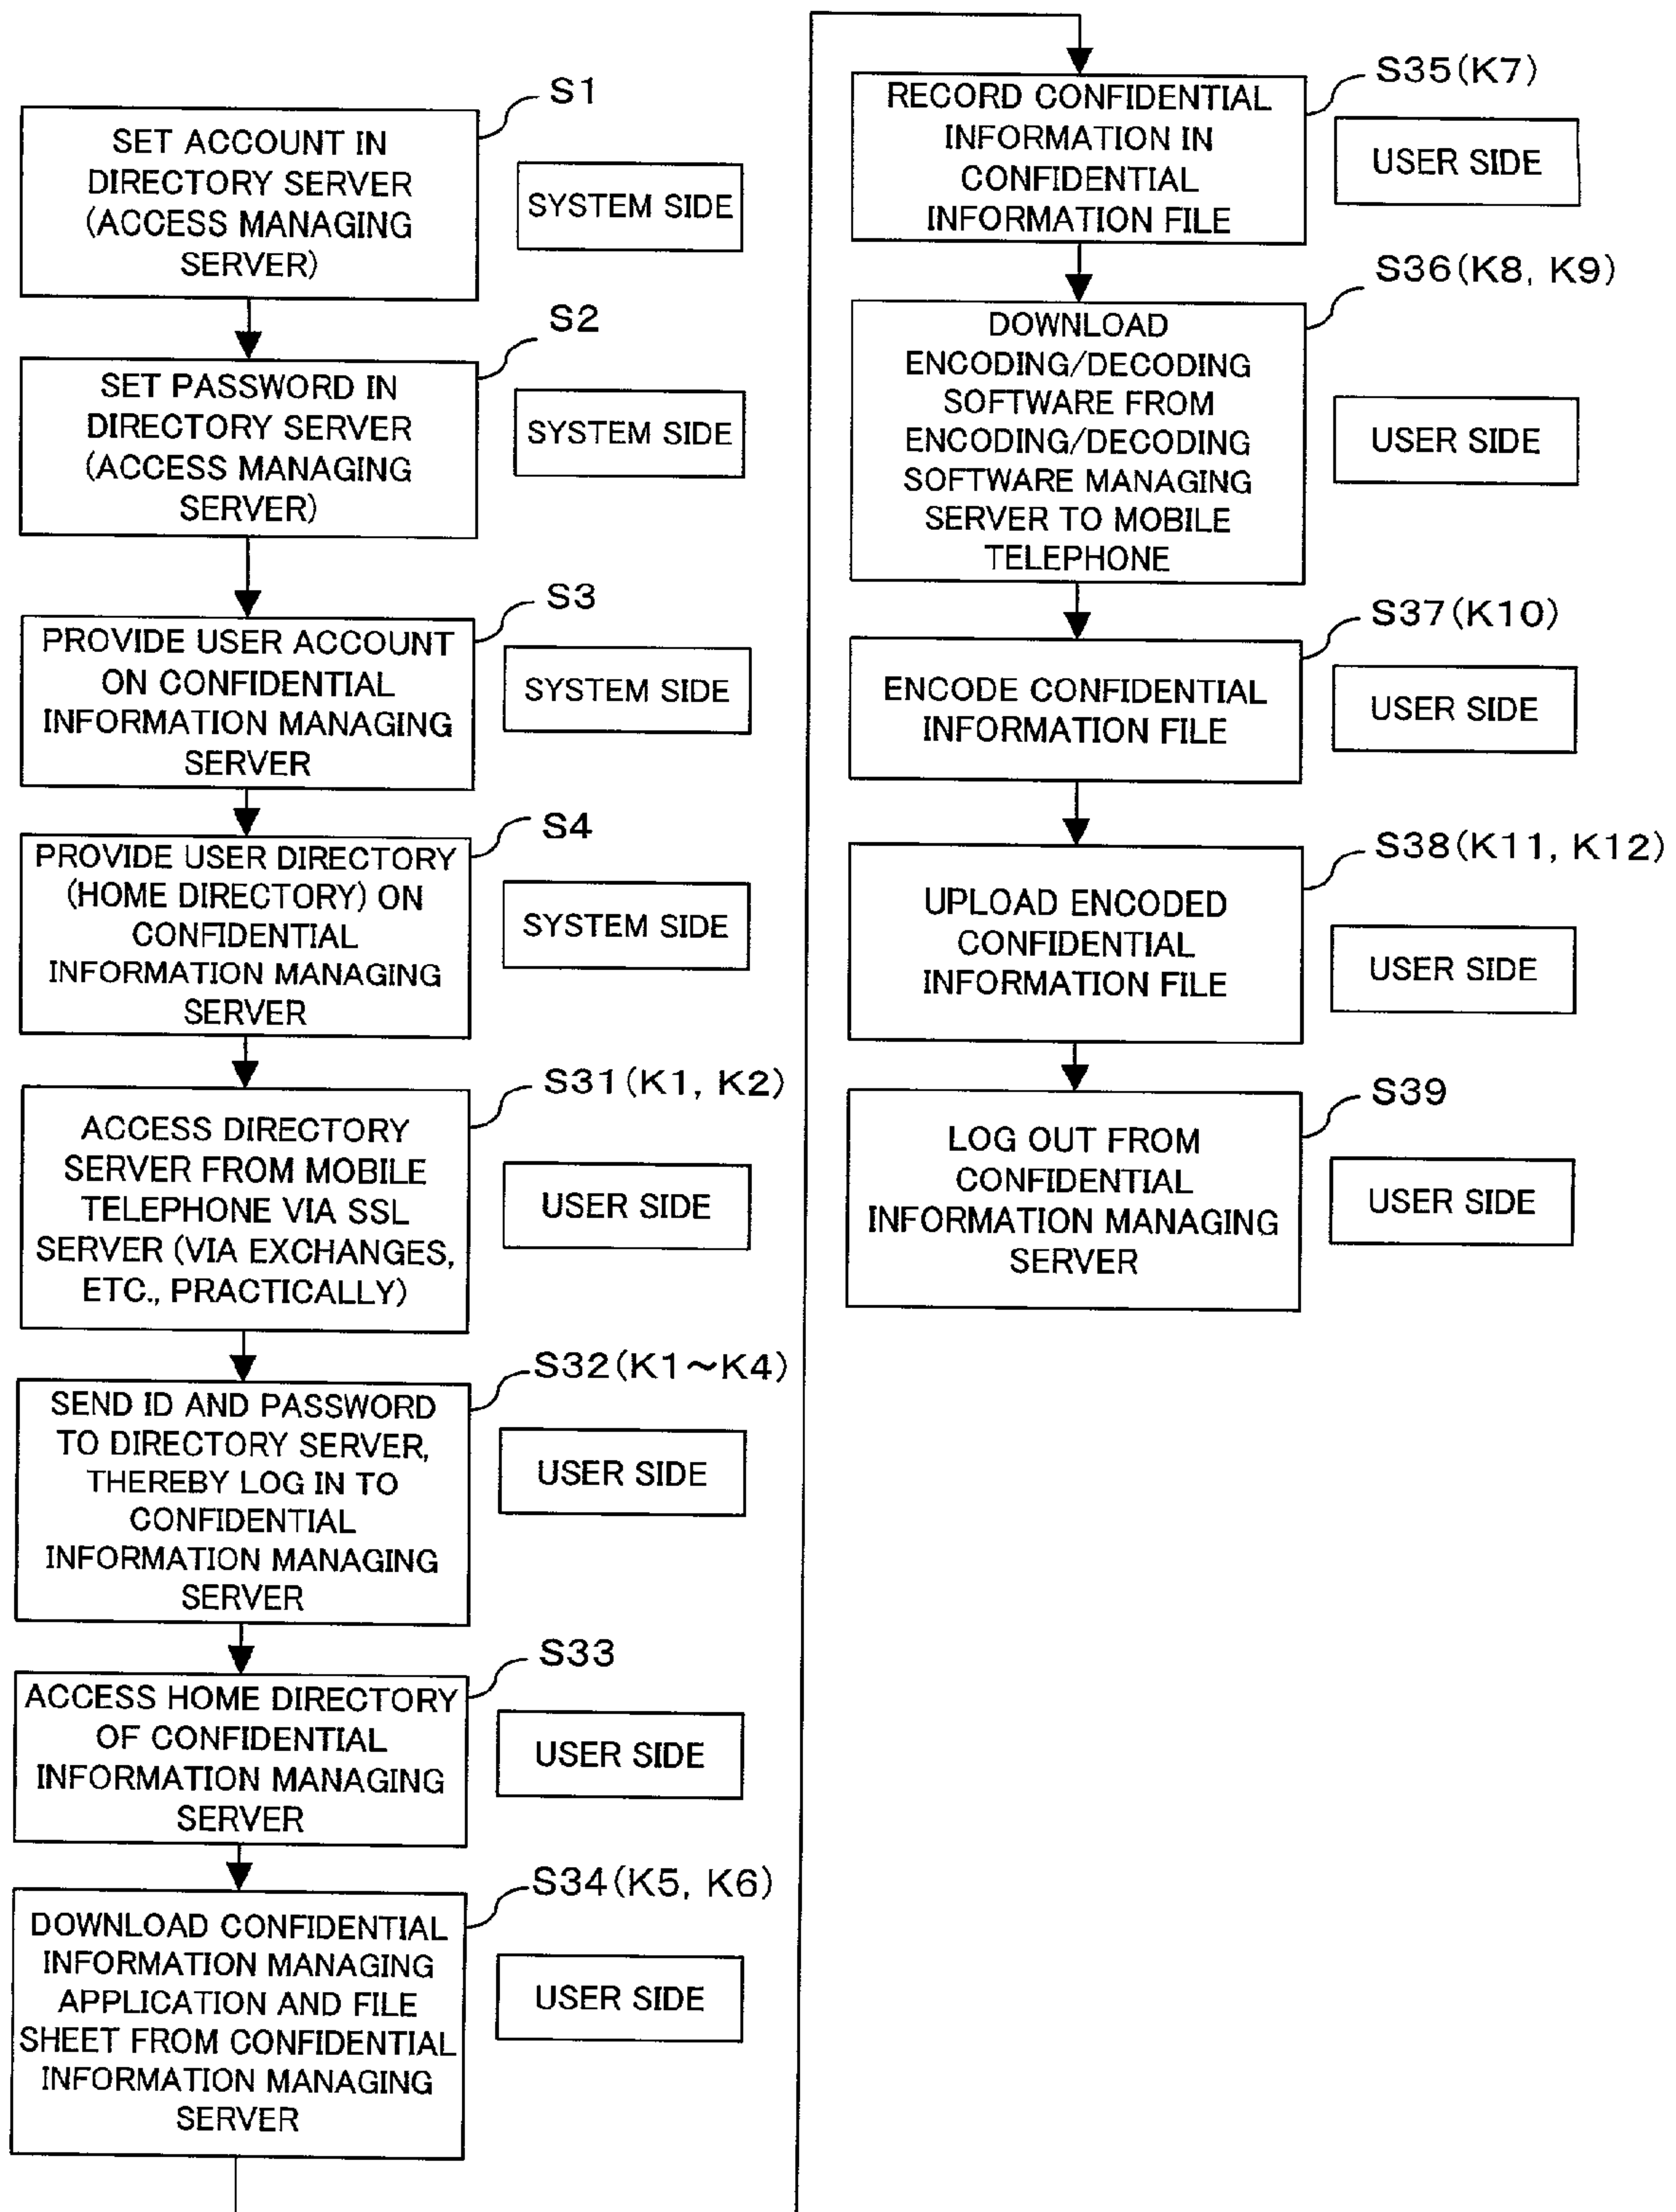 S1
SET ACCOUNT IN
DIRECTORY SERVER
(ACCESS MANAGING
SERVER)
SYSTEM SIDE
S2
SET PASSWORD IN
DIRECTORY SERVER
(ACCESS MANAGING
SERVER)
SYSTEM SIDE
S3
PROVIDE USER ACCOUNT
ON CONFIDENTIAL
INFORMATION MANAGING
SERVER
SYSTEM SIDE
S4
PROVIDE USER DIRECTORY
(HOME DIRECTORY) ON
CONFIDENTIAL
INFORMATION MANAGING
SERVER
SYSTEM SIDE
S31(K1, K2)
ACCESS DIRECTORY
SERVER FROM MOBILE
TELEPHONE VIA SSL
SERVER (VIA EXCHANGES,
ETC., PRACTICALLY)
USER SIDE
S32(K1~K4)
SEND ID AND PASSWORD
TO DIRECTORY SERVER,
THEREBY LOG IN TO
CONFIDENTIAL
INFORMATION MANAGING
SERVER
USER SIDE
S33
ACCESS HOME DIRECTORY
OF CONFIDENTIAL
INFORMATION MANAGING
SERVER
USER SIDE
S34(K5, K6)
DOWNLOAD CONFIDENTIAL
INFORMATION MANAGING
APPLICATION AND FILE
SHEET FROM CONFIDENTIAL
INFORMATION MANAGING
SERVER
USER SIDE
S35(K7)
RECORD CONFIDENTIAL
INFORMATION IN
CONFIDENTIAL
INFORMATION FILE
USER SIDE
S36(K8, K9)
DOWNLOAD
ENCODING/DECODING
SOFTWARE FROM
ENCODING/DECODING
SOFTWARE MANAGING
SERVER TO MOBILE
TELEPHONE
USER SIDE
S37(K10)
ENCODE CONFIDENTIAL
INFORMATION FILE
USER SIDE
S38(K11, K12)
UPLOAD ENCODED
CONFIDENTIAL
INFORMATION FILE
USER SIDE
S39
LOG OUT FROM
CONFIDENTIAL
INFORMATION MANAGING
SERVER
USER SIDE